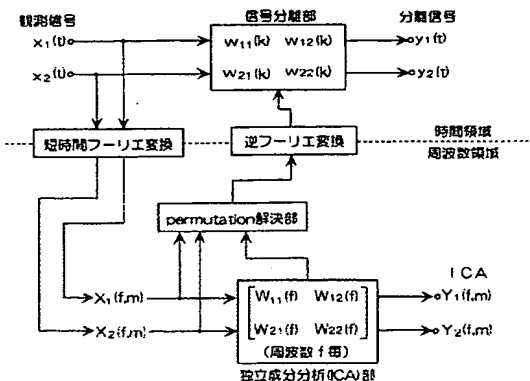 観測信号
信号分離部
分離信号
x1(t)
w11(k) w12(k)
y1(t)
x2(t)
w21(k) w22(k)
y2(t)
短時間フーリエ変換
逆フーリエ変換
時間領域
周波数領域
permutation解決部
ICA
X1(f,m)
W11(f) W12(f)
Y1(f,m)
X2(f,m)
W21(f) W22(f)
Y2(f,m)
(周波数f毎)
独立成分分析(ICA)部